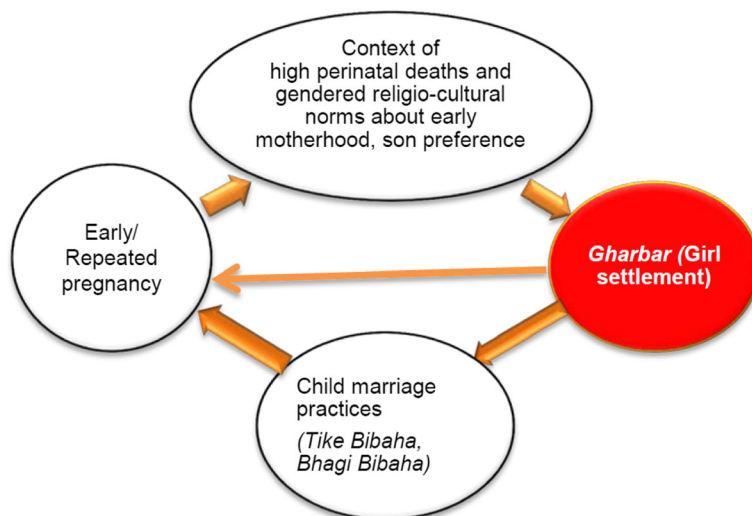 Context of
high perinatal deaths and
gendered religio-cultural
norms about early
motherhood, son preference
Early/
Repeated
pregnancy
Gharbar (Girl
settlement)
Child marriage
practices
(Tike Bibaha,
Bhagi Bibaha)